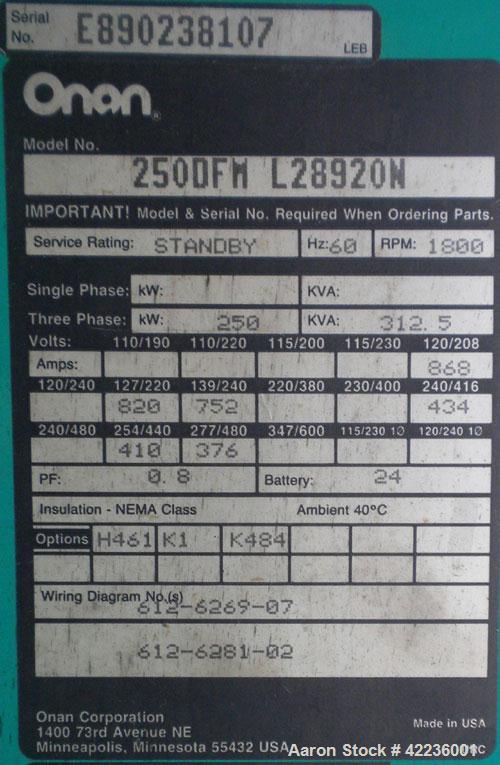 Serial No. E890238107 LEB
Onan®
Model No.
250DFM L28920N
IMPORTANT! Model & Serial No. Required When Ordering Parts.
Service Rating: STANDBY Hz: 60 RPM: 1800
Single Phase: kW: KVA:
Three Phase: kW: 250 KVA: 312.5
Volts: 110/190 110/220 115/200 115/230 120/208
Amps: 868
120/240 127/220 139/240 220/380 230/400 240/416
820 752 434
240/480 254/440 277/480 347/600 115/230 1Ø 120/240 1Ø
410 376
PF: 0.8 Battery: 24
Insulation - NEMA Class Ambient 40°C
Options H461 K1 K484
Wiring Diagram No.(s)
612-6269-07
612-6281-02
Onan Corporation
1400 73rd Avenue NE Made in USA
Minneapolis, Minnesota 55432 USA
Aaron Stock # 42236001